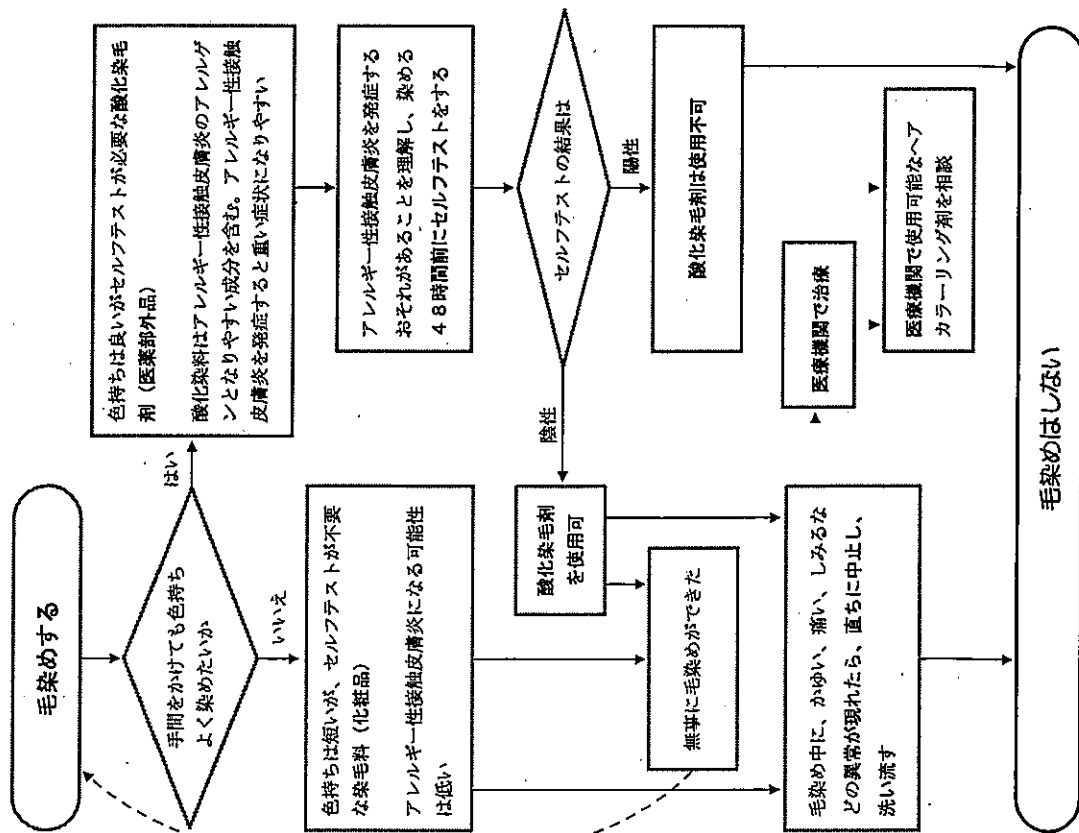 毛染めする
手間をかけても色持ち
よく染めたいか
はい
いいえ
色持ちは良いがセルフテストが必要な酸化染毛
剤（医薬部外品）
酸化染料はアレルギー性接触皮膚炎のアレルゲ
ンとなりやすい成分を含む。アレルギー性接触
皮膚炎を発症すると重い症状になりやすい
アレルギー性接触皮膚炎を発症する
おそれがあることを理解し、染める
４８時間前にセルフテストをする
セルフテストの結果は
陰性
陽性
色持ちは短いが、セルフテストが不要
な染毛料（化粧品）
アレルギー性接触皮膚炎になる可能性
は低い
酸化染毛剤
を使用可
酸化染毛剤は使用不可
無事に毛染めができた
毛染め中に、かゆい、痛い、しみるな
どの異常が現れたら、直ちに中止し、
洗い流す
医療機関で治療
医療機関で使用可能なヘア
カラーリング剤を相談
毛染めはしない